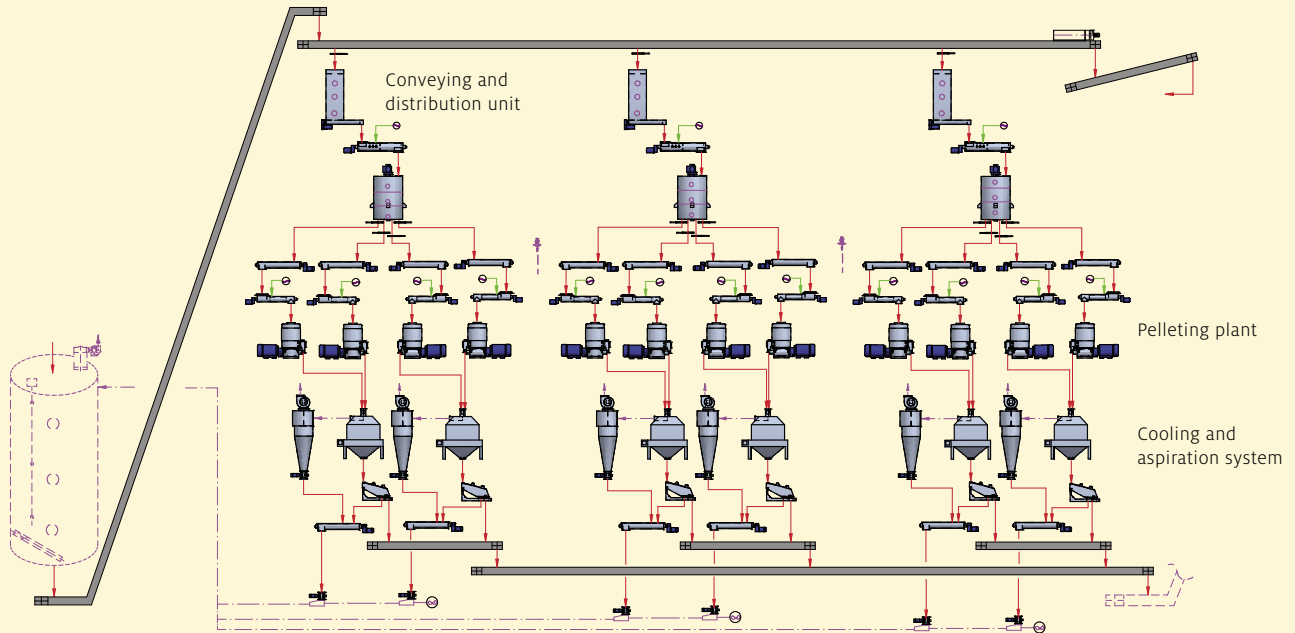 Conveying and
distribution unit
Pelleting plant
Cooling and
aspiration system